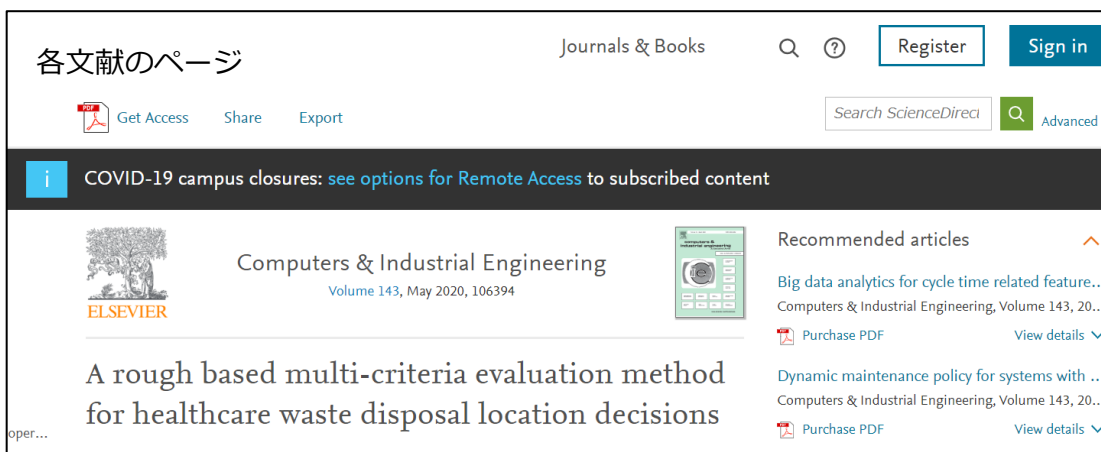 各文献のページ
Journals & Books
Register
Sign in
PDF
Get Access
Share
Export
Search ScienceDirect
Advanced
i
COVID-19 campus closures: see options for Remote Access to subscribed content
ELSEVIER
Computers & Industrial Engineering
Volume 143, May 2020, 106394
Recommended articles
Big data analytics for cycle time related feature...
Computers & Industrial Engineering, Volume 143, 20...
Purchase PDF
View details
A rough based multi-criteria evaluation method
for healthcare waste disposal location decisions
Dynamic maintenance policy for systems with ...
Computers & Industrial Engineering, Volume 143, 20...
Purchase PDF
View details
oper...